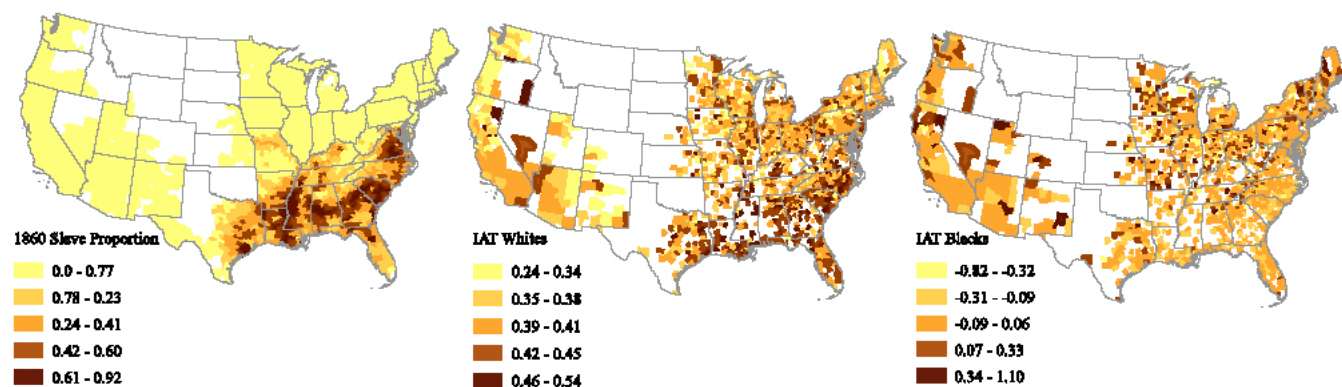 1860 Slave Proportion
0.0 - 0.77
0.78 - 0.23
0.24 - 0.41
0.42 - 0.60
0.61 - 0.92
IAT Whites
0.24 - 0.34
0.35 - 0.38
0.39 - 0.41
0.42 - 0.45
0.46 - 0.54
IAT Blacks
-0.82 - -0.32
-0.31 - -0.09
-0.09 - 0.06
0.07 - 0.33
0.34 - 1.10